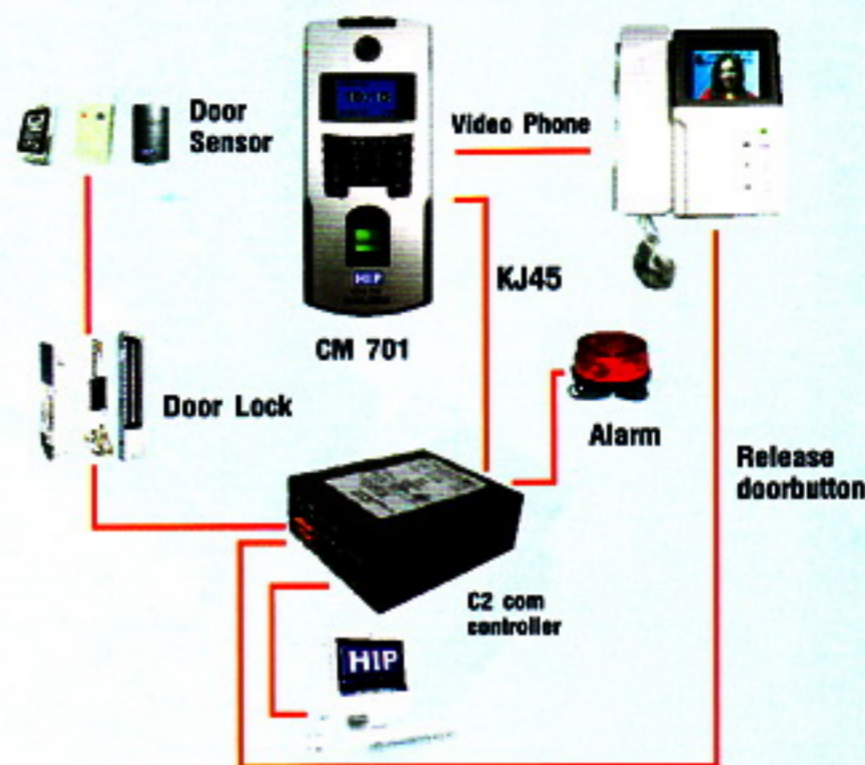 Door
Sensor
Video Phone
HIP
KJ45
CM 701
Door Lock
Alarm
Release
doorbutton
C2 com
controller
HIP